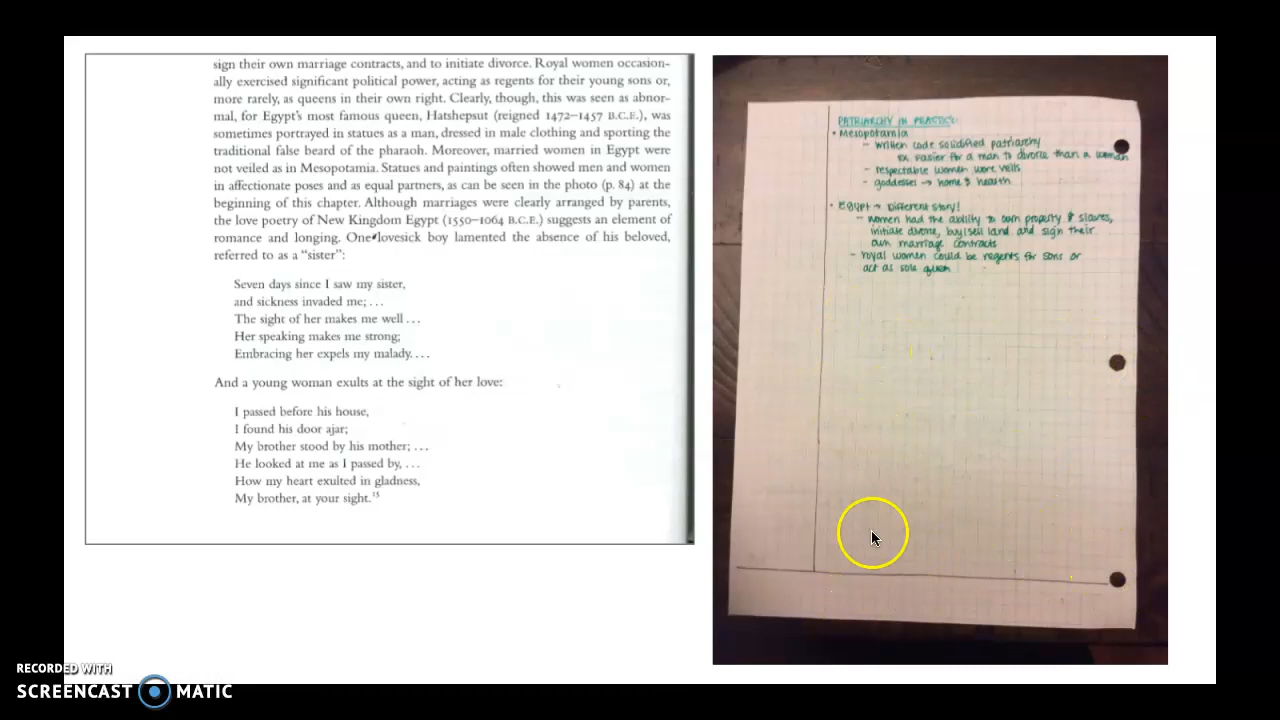 sign their own marriage contracts, and to initiate divorce. Royal women occasion-
ally exercised significant political power, acting as regents for their young sons or,
more rarely, as queens in their own right. Clearly, though, this was seen as abnor-
mal, for Egypt's most famous queen, Hatshepsut (reigned 1472–1457 B.C.E.), was
sometimes portrayed in statues as a man, dressed in male clothing and sporting the
traditional false beard of the pharaoh. Moreover, married women in Egypt were
not veiled as in Mesopotamia. Statues and paintings often showed men and women
in affectionate poses and as equal partners, as can be seen in the photo (p. 84) at the
beginning of this chapter. Although marriages were clearly arranged by parents,
the love poetry of New Kingdom Egypt (1550–1064 B.C.E.) suggests an element of
romance and longing. One lovesick boy lamented the absence of his beloved,
referred to as a "sister":
Seven days since I saw my sister,
and sickness invaded me; . . .
The sight of her makes me well . . .
Her speaking makes me strong;
Embracing her expels my malady. . . .
And a young woman exults at the sight of her love:
I passed before his house,
I found his door ajar;
My brother stood by his mother; . . .
He looked at me as I passed by, . . .
How my heart exulted in gladness,
My brother, at your sight.15
PATRIARCHY IN PRACTICE
• Mesopotamia
- written code solidified patriarchy
ex. easier for a man to divorce than a woman
- respectable women wore veils
- goddesses → home & health
• Egypt → Different story!
- women had the ability to own property & slaves,
initiate divorce, buy/sell land and sign their
own marriage contracts
- royal women could be regents for sons or
act as sole queen
RECORDED WITH
SCREENCAST MATIC